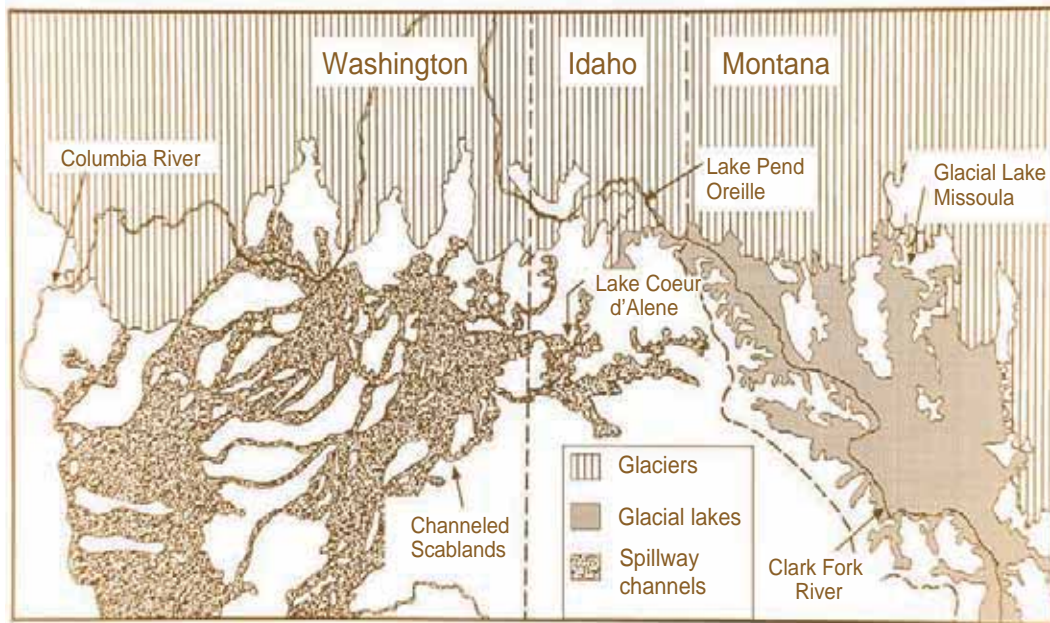 Washington
Idaho
Montana
Columbia River
Lake Pend
Oreille
Glacial Lake
Missoula
Lake Coeur
d'Alene
Channeled
Scablands
Glaciers
Glacial lakes
Spillway
channels
Clark Fork
River